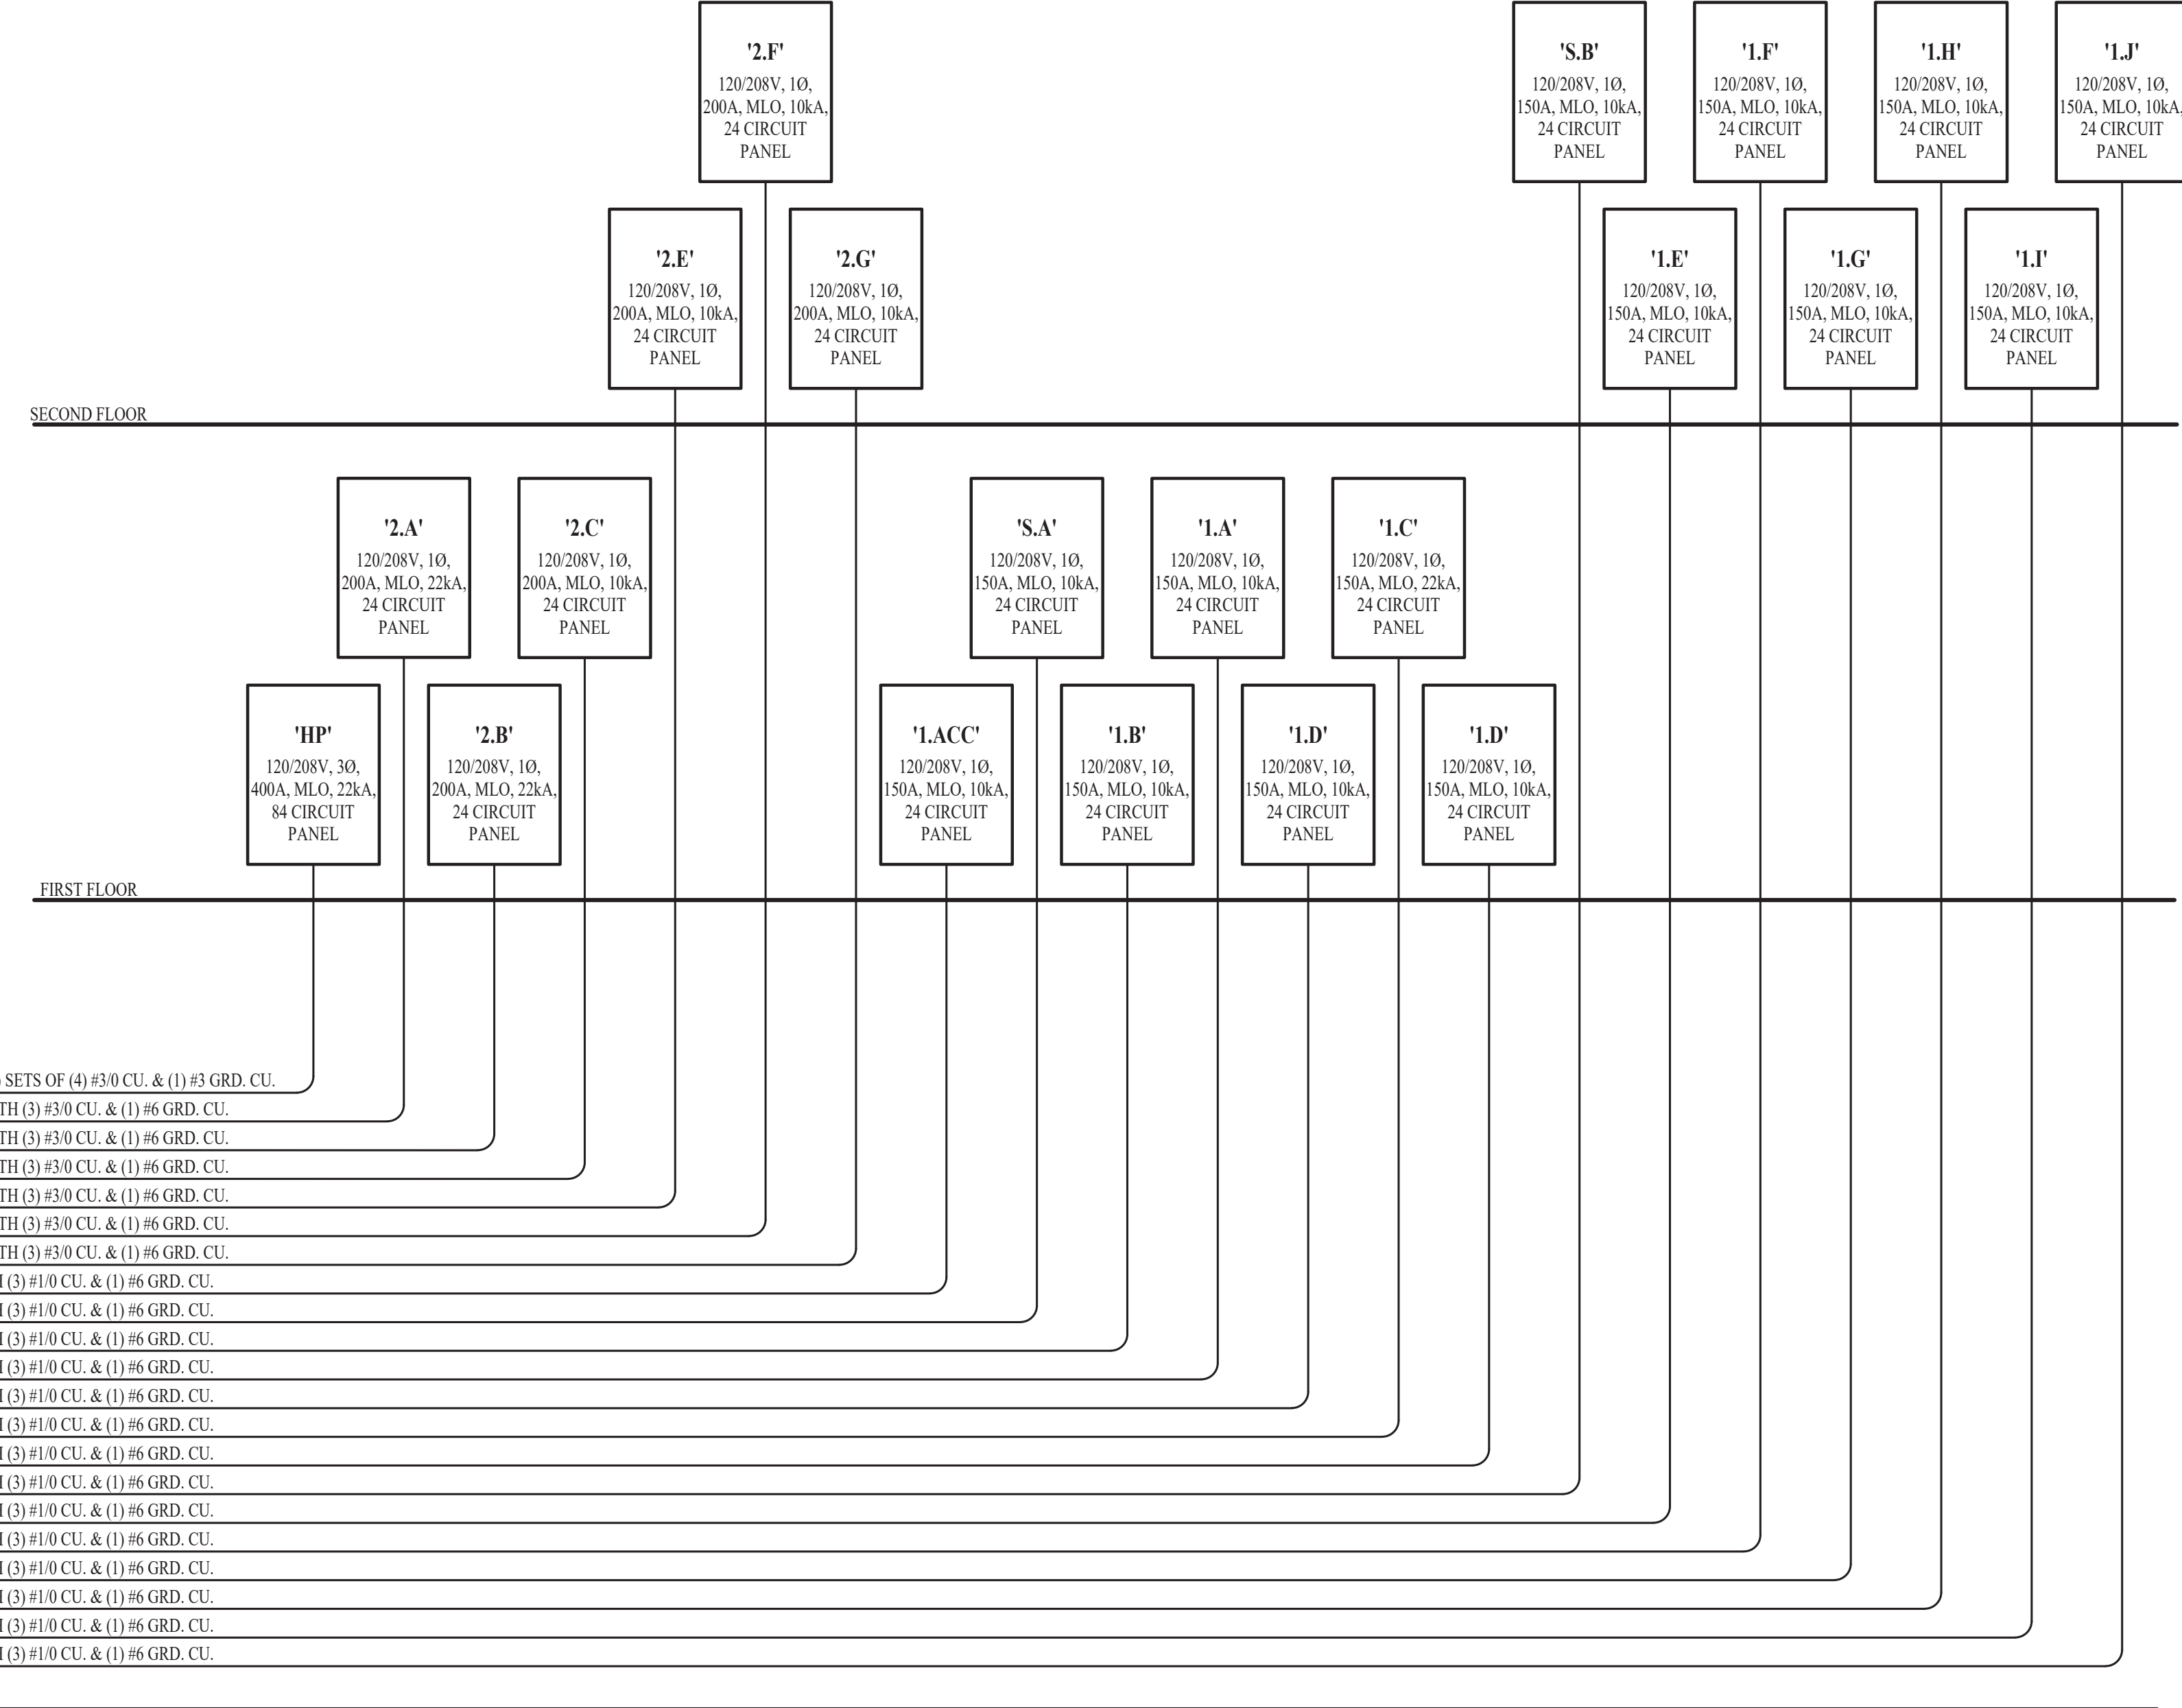 '2.F'
120/208V, 1Ø,
200A, MLO, 10kA,
24 CIRCUIT
PANEL
'S.B'
120/208V, 1Ø,
150A, MLO, 10kA,
24 CIRCUIT
PANEL
'1.F'
120/208V, 1Ø,
150A, MLO, 10kA,
24 CIRCUIT
PANEL
'1.H'
120/208V, 1Ø,
150A, MLO, 10kA,
24 CIRCUIT
PANEL
'1.J'
120/208V, 1Ø,
150A, MLO, 10kA,
24 CIRCUIT
PANEL
'2.E'
120/208V, 1Ø,
200A, MLO, 10kA,
24 CIRCUIT
PANEL
'2.G'
120/208V, 1Ø,
200A, MLO, 10kA,
24 CIRCUIT
PANEL
'1.E'
120/208V, 1Ø,
150A, MLO, 10kA,
24 CIRCUIT
PANEL
'1.G'
120/208V, 1Ø,
150A, MLO, 10kA,
24 CIRCUIT
PANEL
'1.I'
120/208V, 1Ø,
150A, MLO, 10kA,
24 CIRCUIT
PANEL
SECOND FLOOR
'2.A'
120/208V, 1Ø,
200A, MLO, 22kA,
24 CIRCUIT
PANEL
'2.C'
120/208V, 1Ø,
200A, MLO, 10kA,
24 CIRCUIT
PANEL
'S.A'
120/208V, 1Ø,
150A, MLO, 10kA,
24 CIRCUIT
PANEL
'1.A'
120/208V, 1Ø,
150A, MLO, 10kA,
24 CIRCUIT
PANEL
'1.C'
120/208V, 1Ø,
150A, MLO, 22kA,
24 CIRCUIT
PANEL
'HP'
120/208V, 3Ø,
400A, MLO, 22kA,
84 CIRCUIT
PANEL
'2.B'
120/208V, 1Ø,
200A, MLO, 22kA,
24 CIRCUIT
PANEL
'1.ACC'
120/208V, 1Ø,
150A, MLO, 10kA,
24 CIRCUIT
PANEL
'1.B'
120/208V, 1Ø,
150A, MLO, 10kA,
24 CIRCUIT
PANEL
'1.D'
120/208V, 1Ø,
150A, MLO, 10kA,
24 CIRCUIT
PANEL
'1.D'
120/208V, 1Ø,
150A, MLO, 10kA,
24 CIRCUIT
PANEL
FIRST FLOOR
SETS OF (4) #3/0 CU. & (1) #3 GRD. CU.
TH (3) #3/0 CU. & (1) #6 GRD. CU.
TH (3) #3/0 CU. & (1) #6 GRD. CU.
TH (3) #3/0 CU. & (1) #6 GRD. CU.
TH (3) #3/0 CU. & (1) #6 GRD. CU.
TH (3) #3/0 CU. & (1) #6 GRD. CU.
TH (3) #3/0 CU. & (1) #6 GRD. CU.
(3) #1/0 CU. & (1) #6 GRD. CU.
(3) #1/0 CU. & (1) #6 GRD. CU.
(3) #1/0 CU. & (1) #6 GRD. CU.
(3) #1/0 CU. & (1) #6 GRD. CU.
(3) #1/0 CU. & (1) #6 GRD. CU.
(3) #1/0 CU. & (1) #6 GRD. CU.
(3) #1/0 CU. & (1) #6 GRD. CU.
(3) #1/0 CU. & (1) #6 GRD. CU.
(3) #1/0 CU. & (1) #6 GRD. CU.
(3) #1/0 CU. & (1) #6 GRD. CU.
(3) #1/0 CU. & (1) #6 GRD. CU.
(3) #1/0 CU. & (1) #6 GRD. CU.
(3) #1/0 CU. & (1) #6 GRD. CU.
(3) #1/0 CU. & (1) #6 GRD. CU.